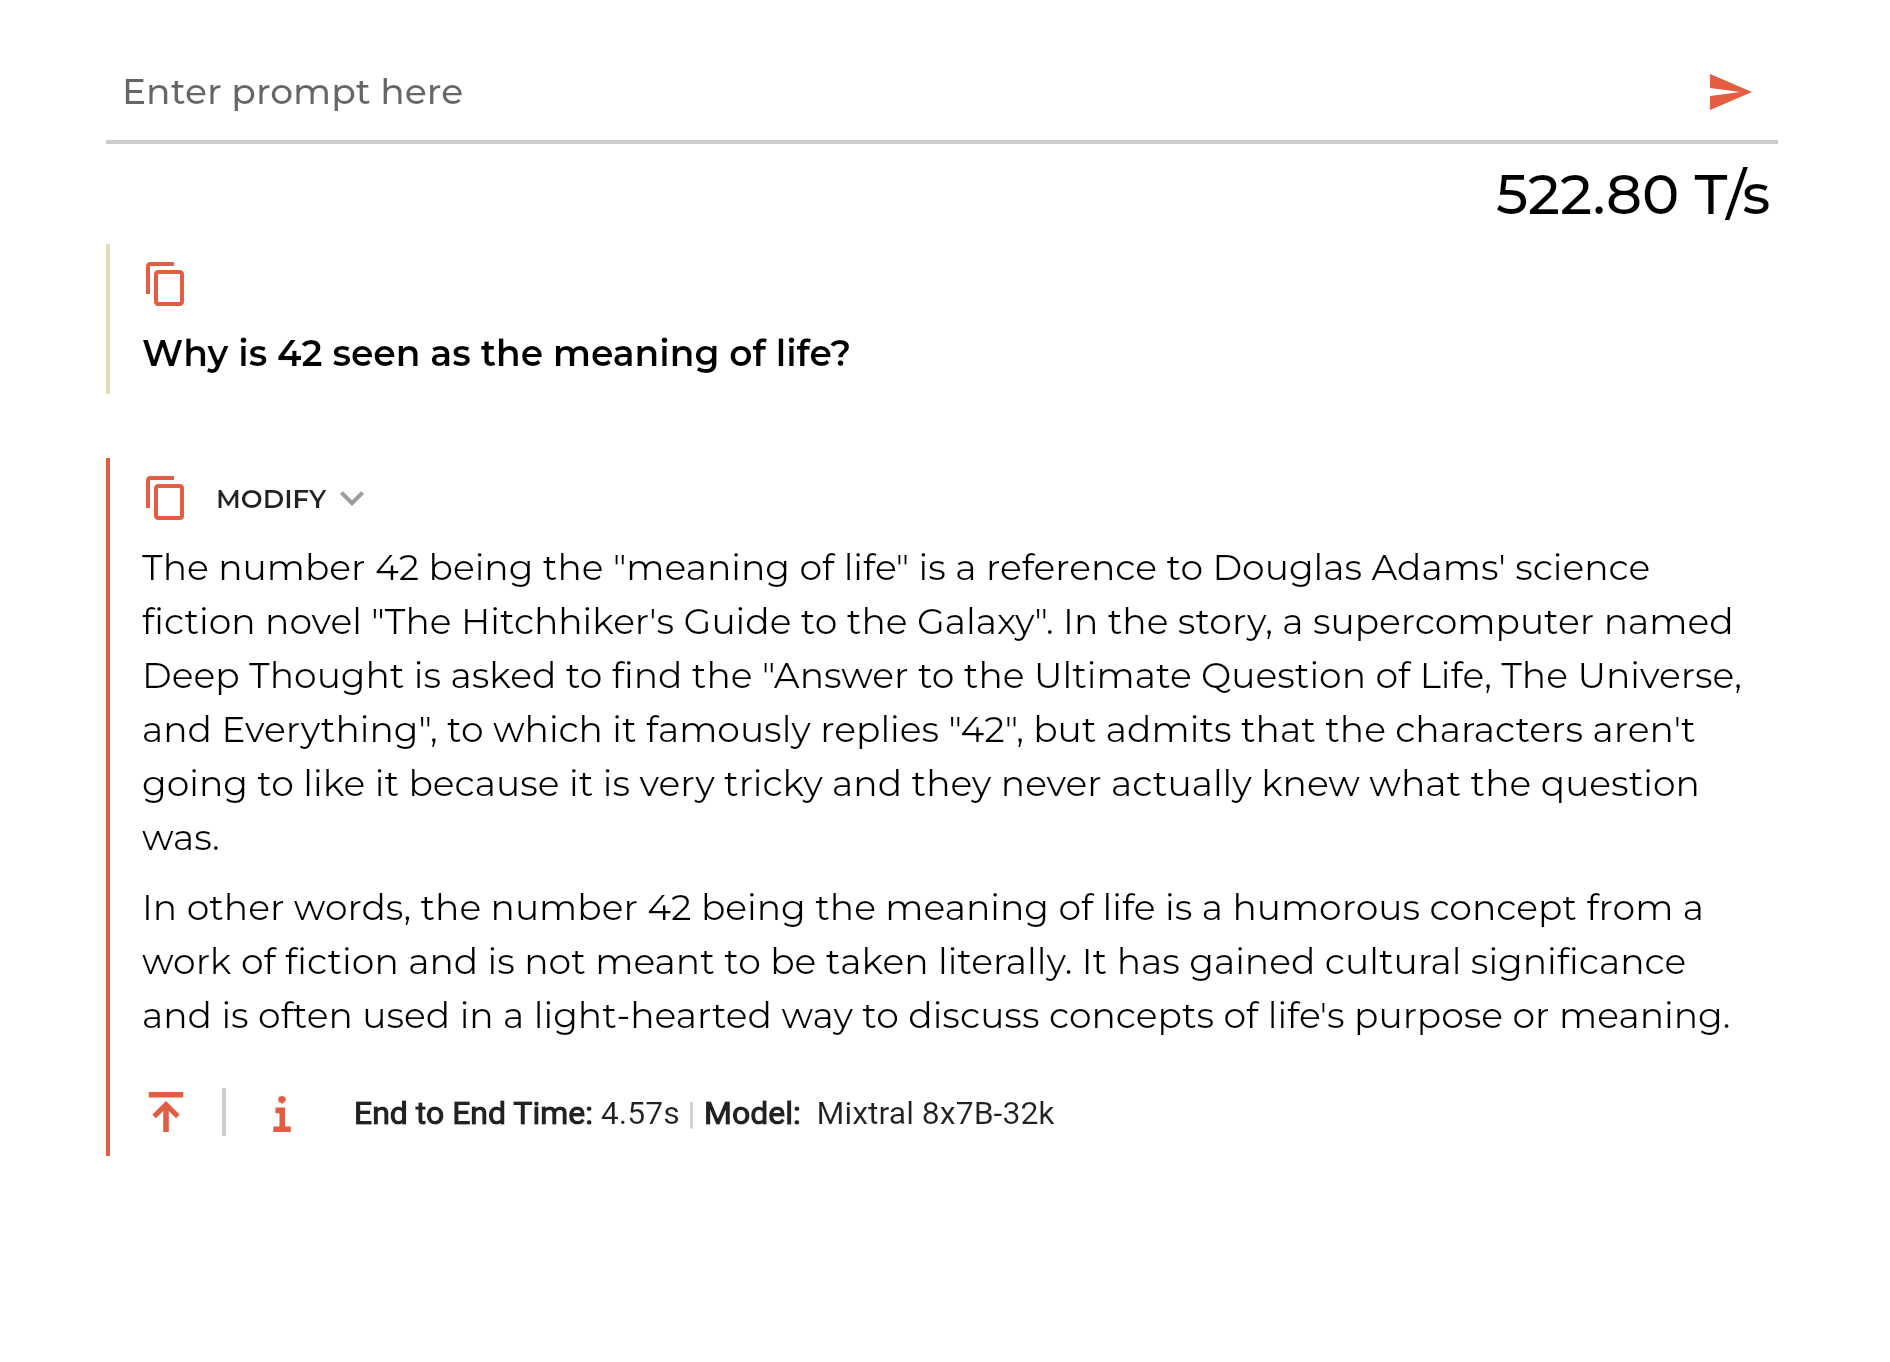 Enter prompt here
522.80 T/s
Why is 42 seen as the meaning of life?
MODIFY
The number 42 being the "meaning of life" is a reference to Douglas Adams' science
fiction novel "The Hitchhiker's Guide to the Galaxy". In the story, a supercomputer named
Deep Thought is asked to find the "Answer to the Ultimate Question of Life, The Universe,
and Everything", to which it famously replies "42", but admits that the characters aren't
going to like it because it is very tricky and they never actually knew what the question
was.
In other words, the number 42 being the meaning of life is a humorous concept from a
work of fiction and is not meant to be taken literally. It has gained cultural significance
and is often used in a light-hearted way to discuss concepts of life's purpose or meaning.
End to End Time: 4.57s | Model: Mixtral 8x7B-32k